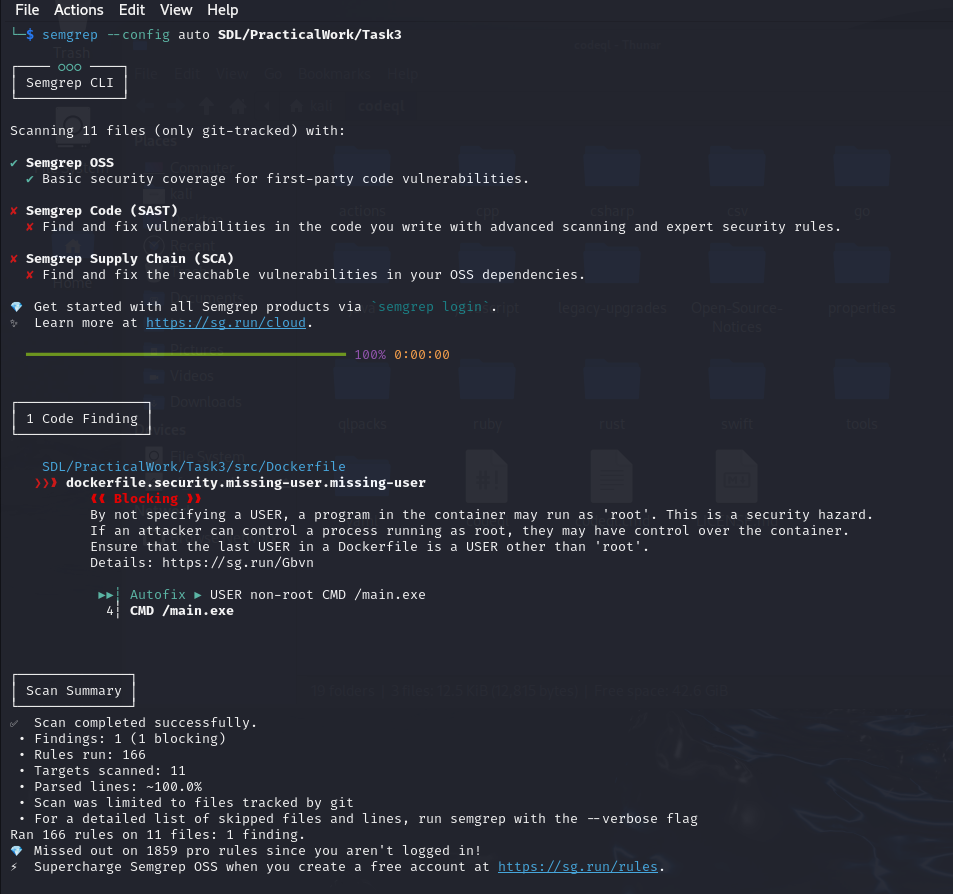 File Actions Edit View Help
└─$ semgrep --config auto SDL/PracticalWork/Task3
○○○
Semgrep CLI
Scanning 11 files (only git-tracked) with:
✔ Semgrep OSS
✔ Basic security coverage for first-party code vulnerabilities.
✘ Semgrep Code (SAST)
✘ Find and fix vulnerabilities in the code you write with advanced scanning and expert security rules.
✘ Semgrep Supply Chain (SCA)
✘ Find and fix the reachable vulnerabilities in your OSS dependencies.
💎 Get started with all Semgrep products via `semgrep login`.
✨ Learn more at https://sg.run/cloud.
100% 0:00:00
1 Code Finding
SDL/PracticalWork/Task3/src/Dockerfile
❯❯❱ dockerfile.security.missing-user.missing-user
❰❰ Blocking ❱❱
By not specifying a USER, a program in the container may run as 'root'. This is a security hazard.
If an attacker can control a process running as root, they may have control over the container.
Ensure that the last USER in a Dockerfile is a USER other than 'root'.
Details: https://sg.run/Gbvn
▶▶┆ Autofix ▶ USER non-root CMD /main.exe
4┆ CMD /main.exe
Scan Summary
✅ Scan completed successfully.
• Findings: 1 (1 blocking)
• Rules run: 166
• Targets scanned: 11
• Parsed lines: ~100.0%
• Scan was limited to files tracked by git
• For a detailed list of skipped files and lines, run semgrep with the --verbose flag
Ran 166 rules on 11 files: 1 finding.
💎 Missed out on 1859 pro rules since you aren't logged in!
⚡ Supercharge Semgrep OSS when you create a free account at https://sg.run/rules.